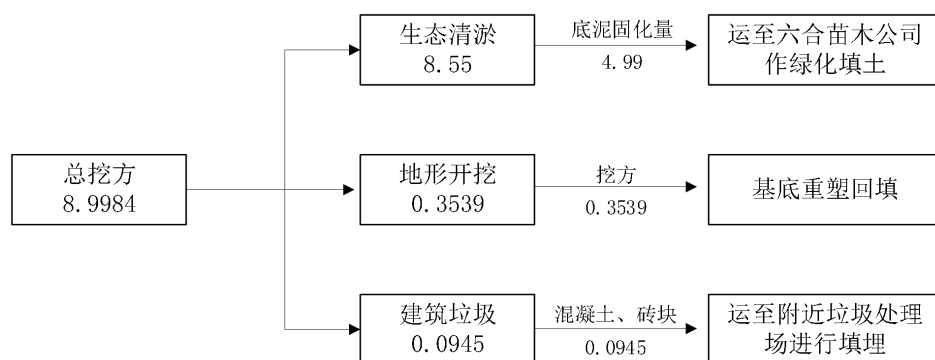 生态清淤
8.55
底泥固化量
4.99
运至六合苗木公司
作绿化填土
总挖方
8.9984
地形开挖
0.3539
挖方
0.3539
基底重塑回填
建筑垃圾
0.0945
混凝土、砖块
0.0945
运至附近垃圾处理
场进行填埋